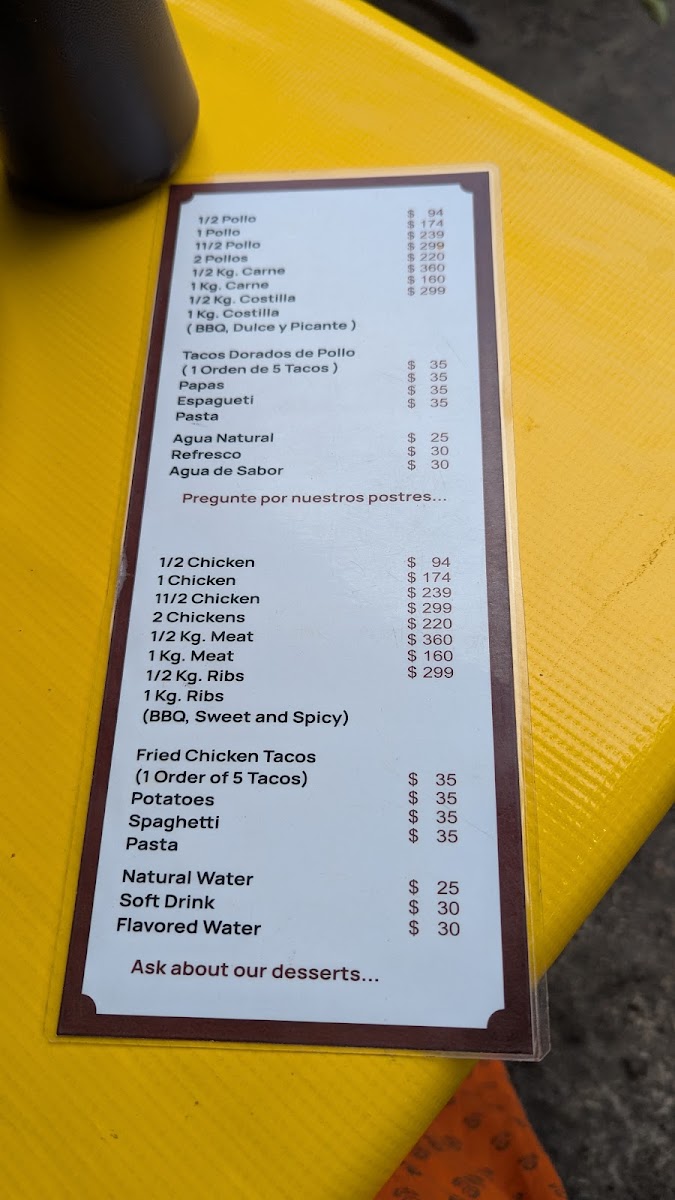 1/2 Pollo $ 94
1 Pollo $ 174
11/2 Pollo $ 239
2 Pollos $ 299
1/2 Kg. Carne $ 220
1 Kg. Carne $ 360
1/2 Kg. Costilla $ 160
1 Kg. Costilla $ 299
( BBQ, Dulce y Picante )
Tacos Dorados de Pollo
( 1 Orden de 5 Tacos ) $ 35
Papas $ 35
Espagueti $ 35
Pasta $ 35
Agua Natural $ 25
Refresco $ 30
Agua de Sabor $ 30
Pregunte por nuestros postres...
1/2 Chicken $ 94
1 Chicken $ 174
11/2 Chicken $ 239
2 Chickens $ 299
1/2 Kg. Meat $ 220
1 Kg. Meat $ 360
1/2 Kg. Ribs $ 160
1 Kg. Ribs $ 299
(BBQ, Sweet and Spicy)
Fried Chicken Tacos
(1 Order of 5 Tacos) $ 35
Potatoes $ 35
Spaghetti $ 35
Pasta $ 35
Natural Water $ 25
Soft Drink $ 30
Flavored Water $ 30
Ask about our desserts...